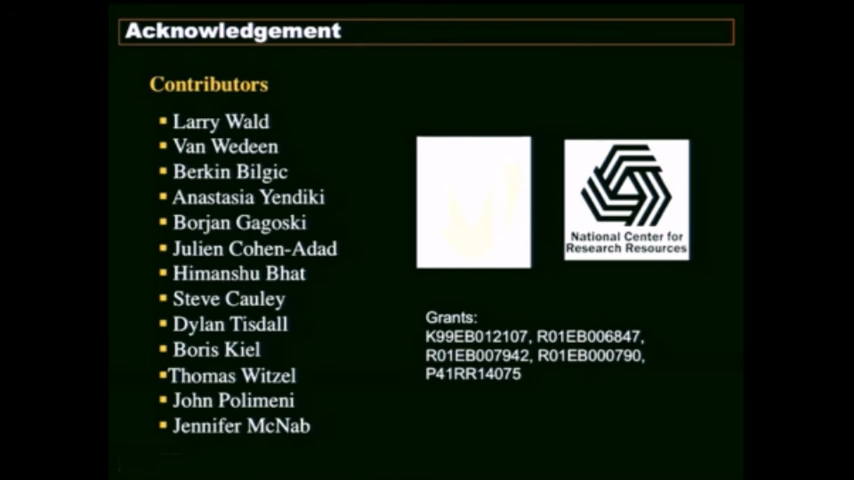 Acknowledgement
Contributors
Larry Wald
Van Wedeen
Berkin Bilgic
Anastasia Yendiki
Borjan Gagoski
Julien Cohen-Adad
Himanshu Bhat
Steve Cauley
Dylan Tisdall
Boris Kiel
Thomas Witzel
John Polimeni
Jennifer McNab
National Center for
Research Resources
Grants:
K99EB012107, R01EB006847,
R01EB007942, R01EB000790,
P41RR14075